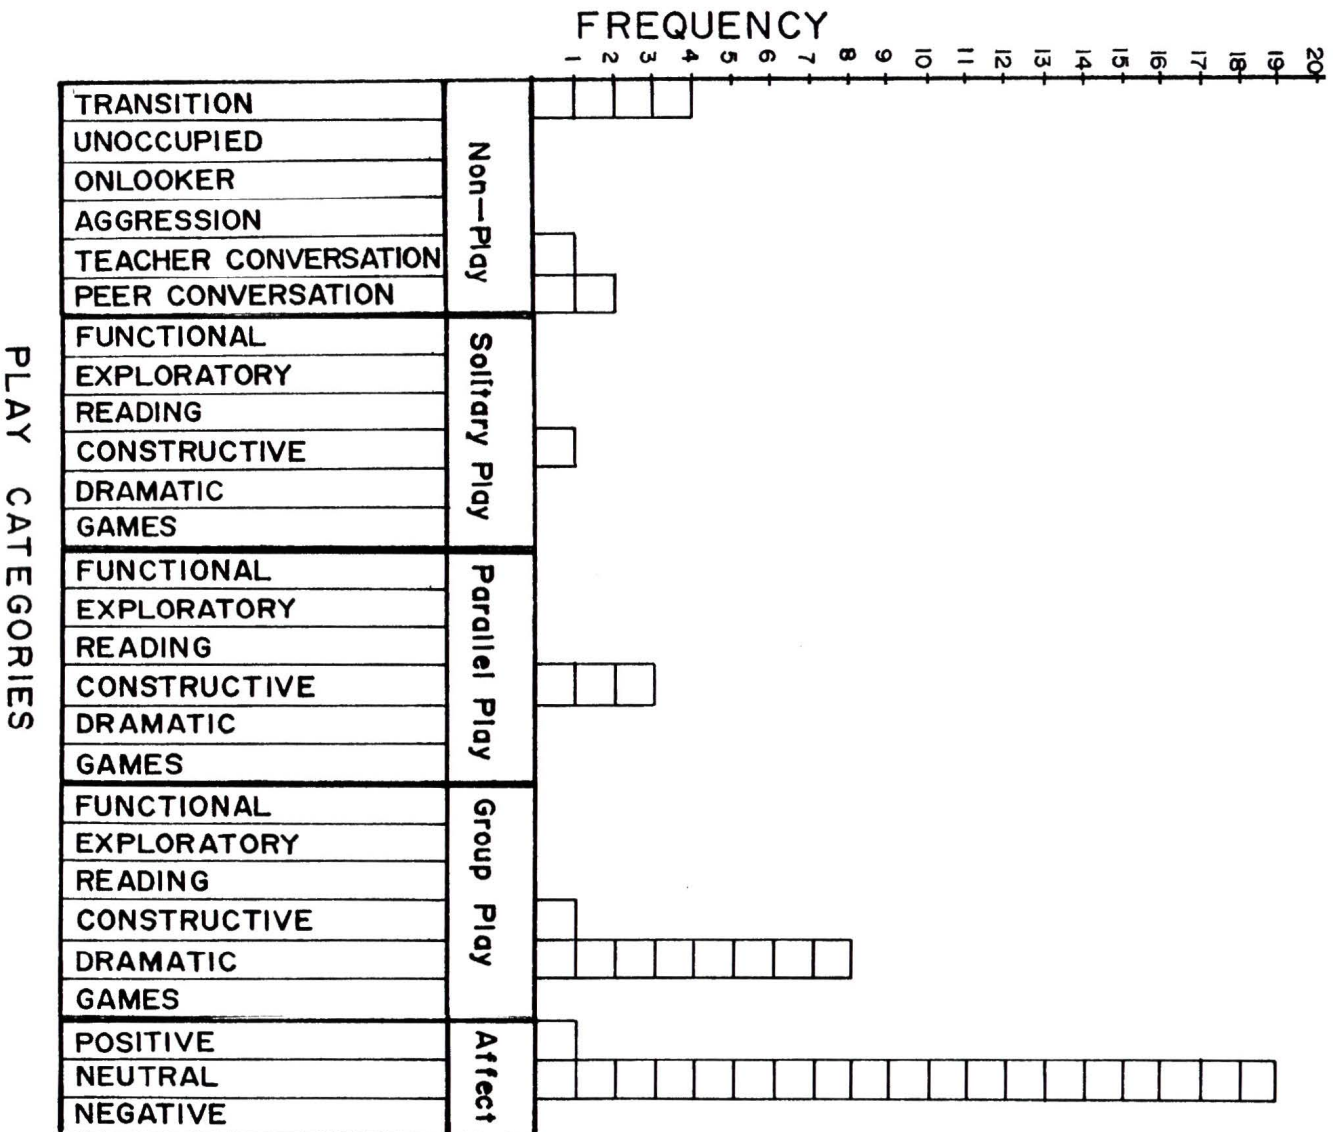 FREQUENCY
1 2 3 4 5 6 7 8 9 10 11 12 13 14 15 16 17 18 19 20
PLAY CATEGORIES
Non-Play
TRANSITION
UNOCCUPIED
ONLOOKER
AGGRESSION
TEACHER CONVERSATION
PEER CONVERSATION
Solitary Play
FUNCTIONAL
EXPLORATORY
READING
CONSTRUCTIVE
DRAMATIC
GAMES
Parallel Play
FUNCTIONAL
EXPLORATORY
READING
CONSTRUCTIVE
DRAMATIC
GAMES
Group Play
FUNCTIONAL
EXPLORATORY
READING
CONSTRUCTIVE
DRAMATIC
GAMES
Affect
POSITIVE
NEUTRAL
NEGATIVE